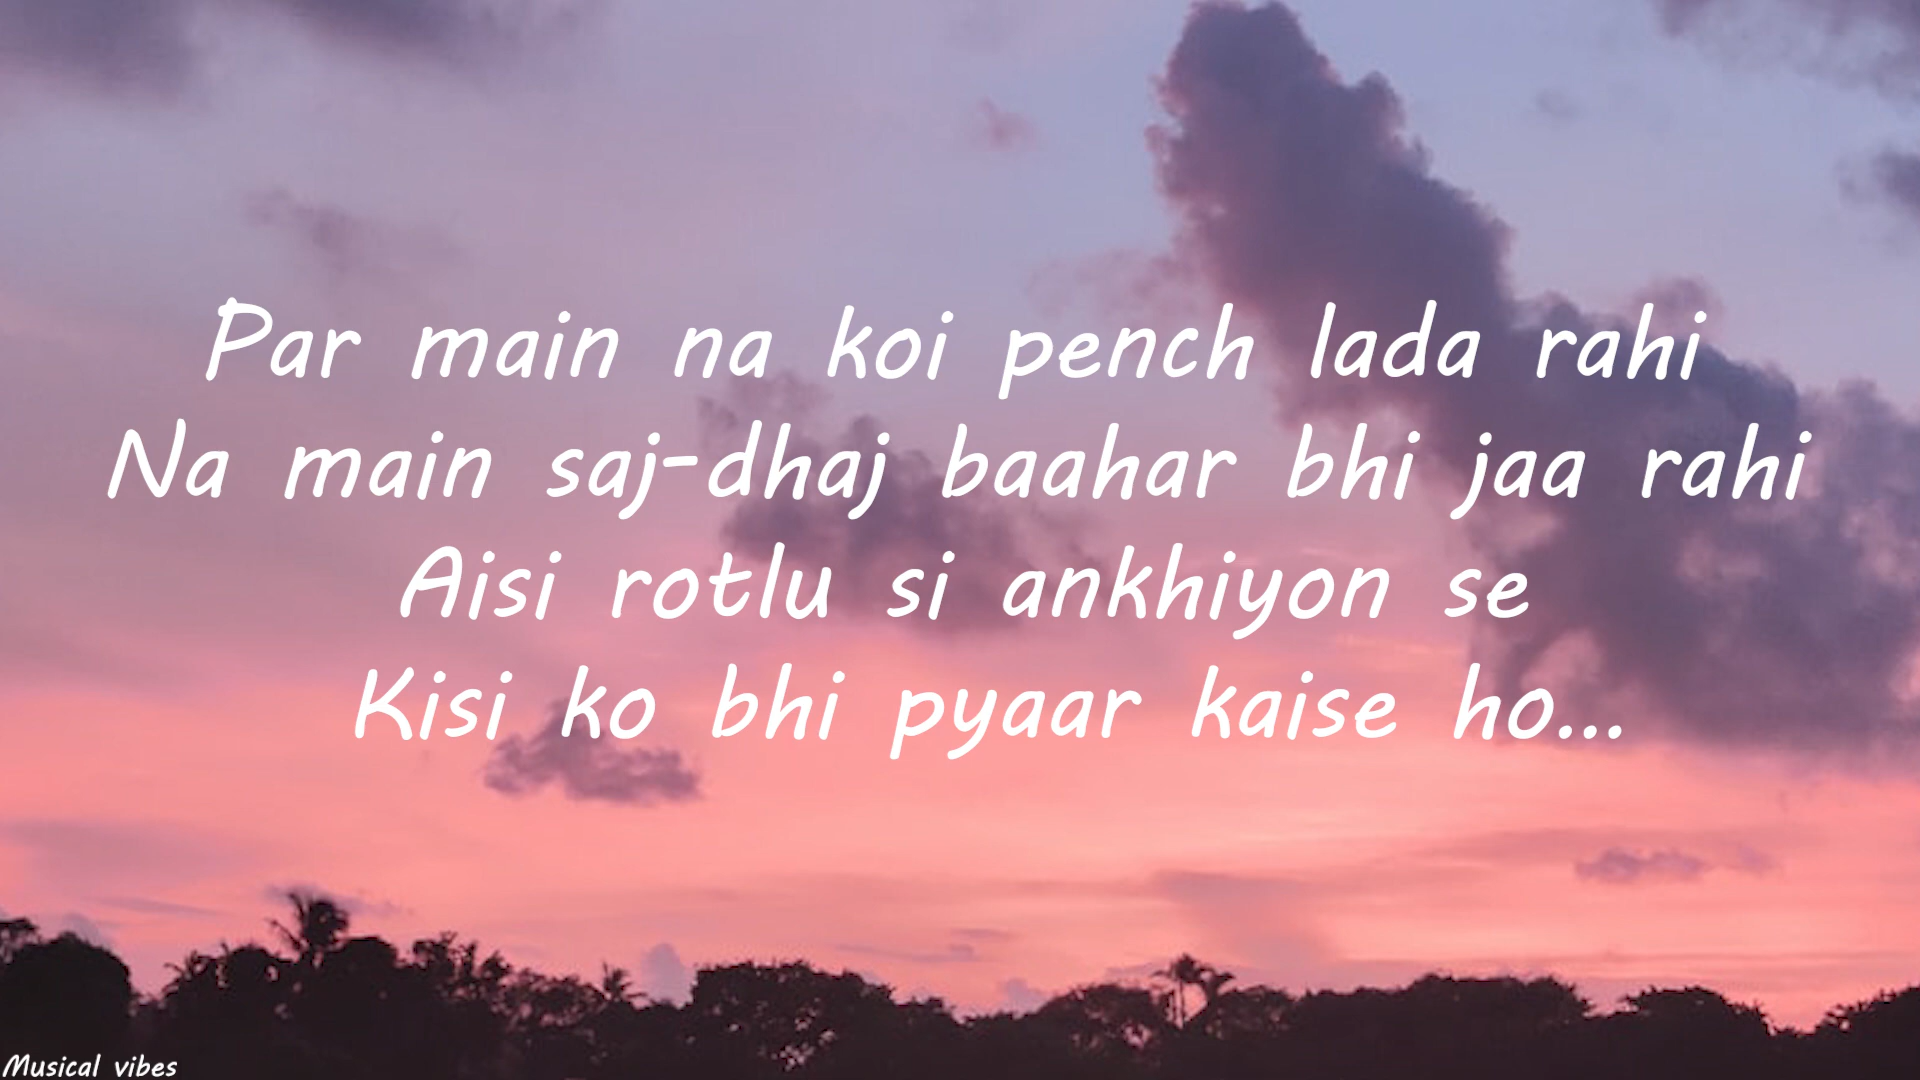 Par main na koi pench lada rahi
Na main saj-dhaj baahar bhi jaa rahi
Aisi rotlu si ankhiyon se
Kisi ko bhi pyaar kaise ho...
Musical vibes